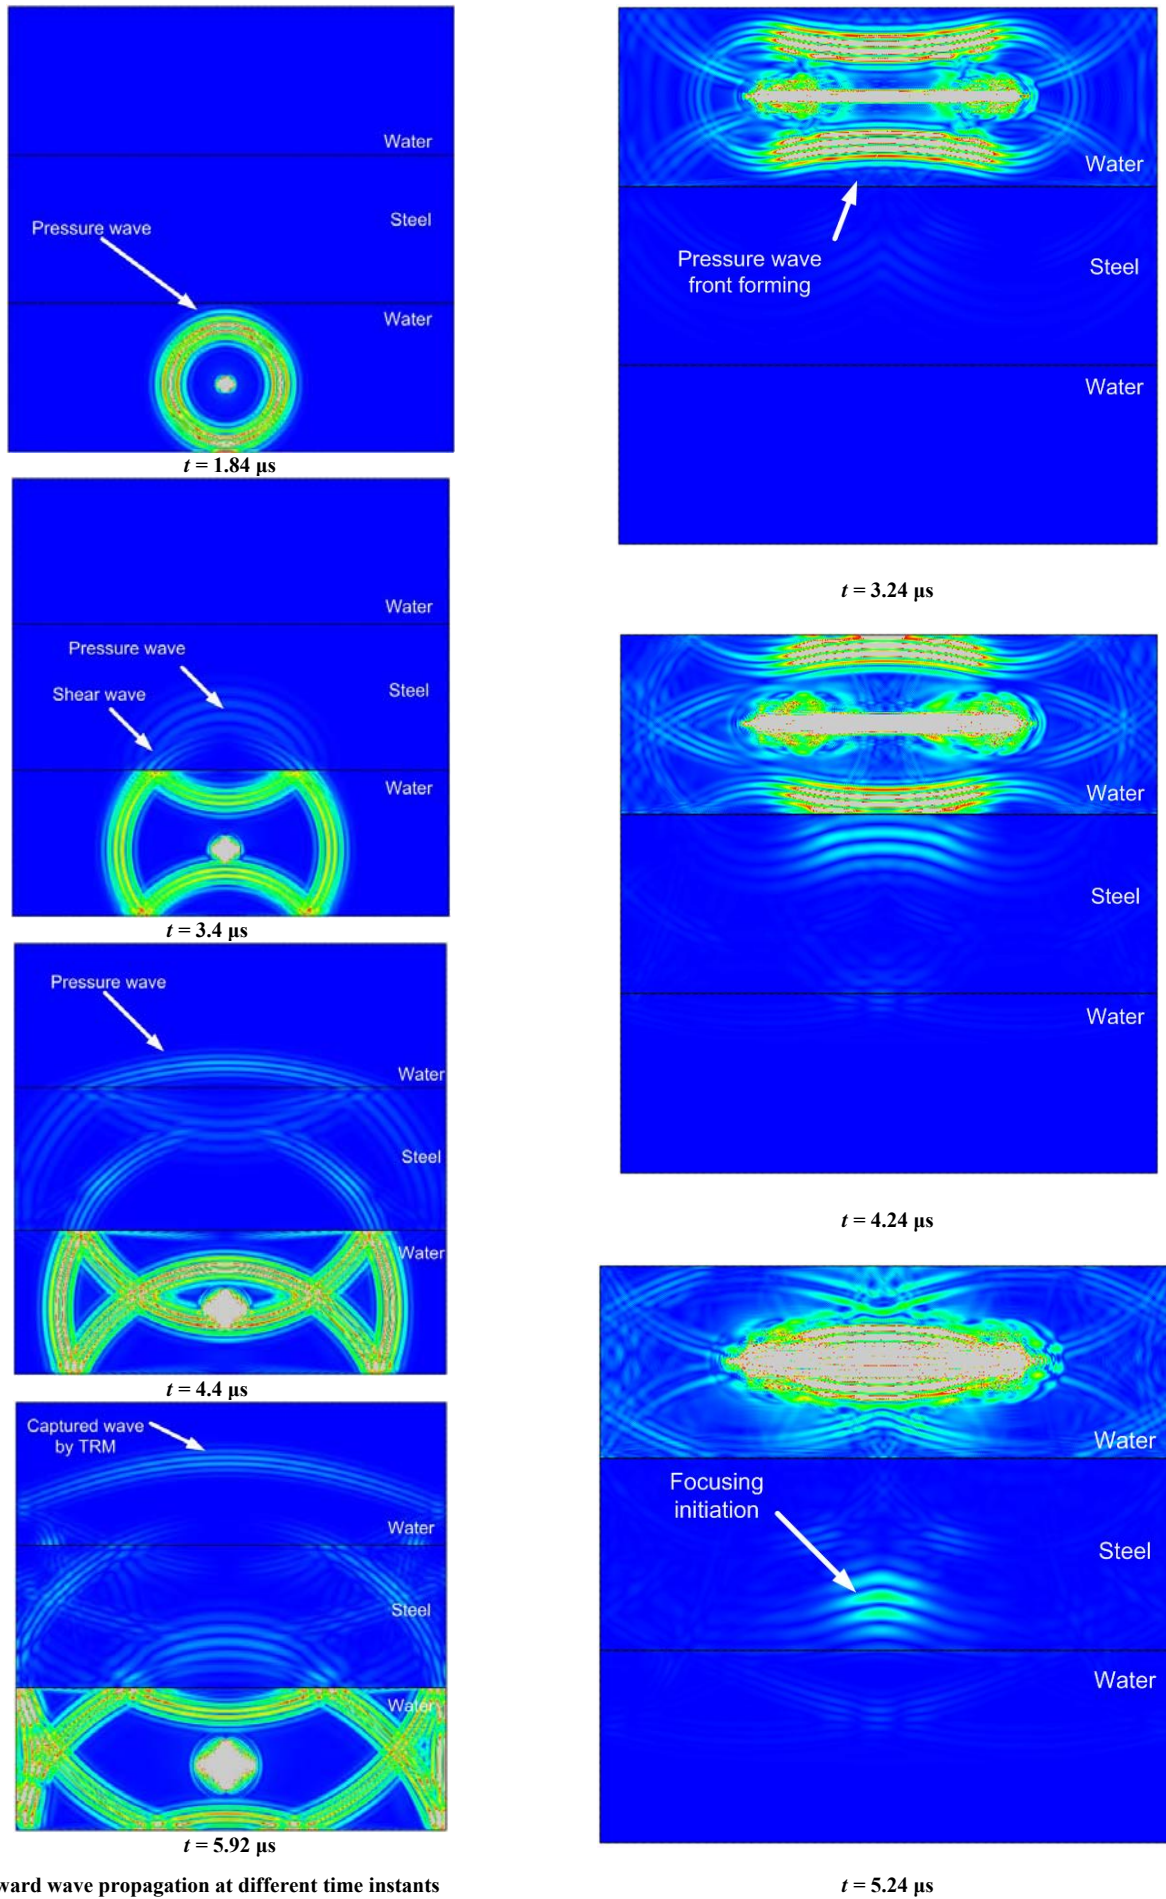 Water
Steel
Pressure wave
Water
t = 1.84 µs
Water
Pressure wave
Shear wave
Steel
Water
t = 3.4 µs
Pressure wave
Water
Steel
Water
t = 4.4 µs
Captured wave
by TRM
Water
Steel
Water
t = 5.92 µs
ward wave propagation at different time instants
Water
Pressure wave
front forming
Steel
Water
t = 3.24 µs
Water
Steel
Water
t = 4.24 µs
Water
Focusing
initiation
Steel
Water
t = 5.24 µs